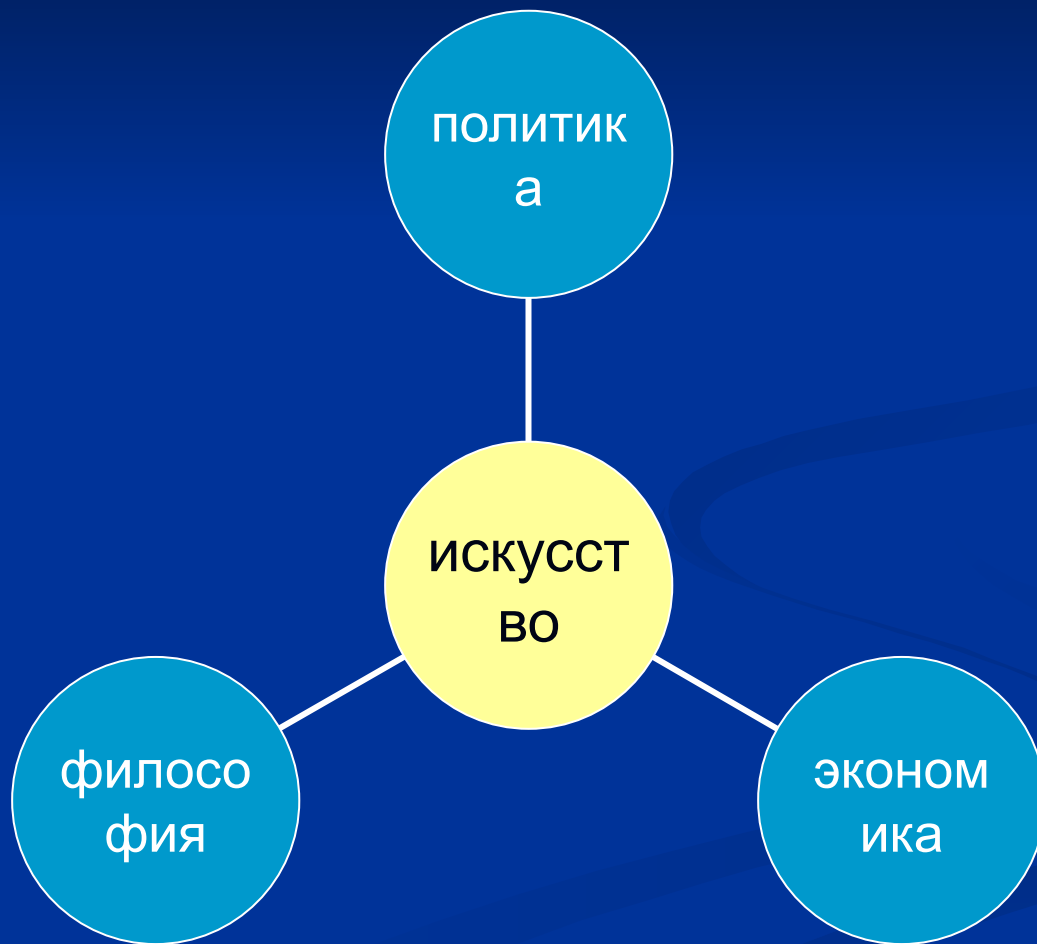 политик
а
искусст
во
филосо
фия
эконом
ика